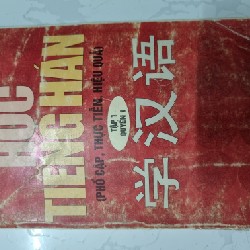 HỌC
TIẾNG HÁN
(PHỔ CẬP, THỰC TIỄN, HIỆU QUẢ)
TẬP 1
QUYỂN 1
学汉语